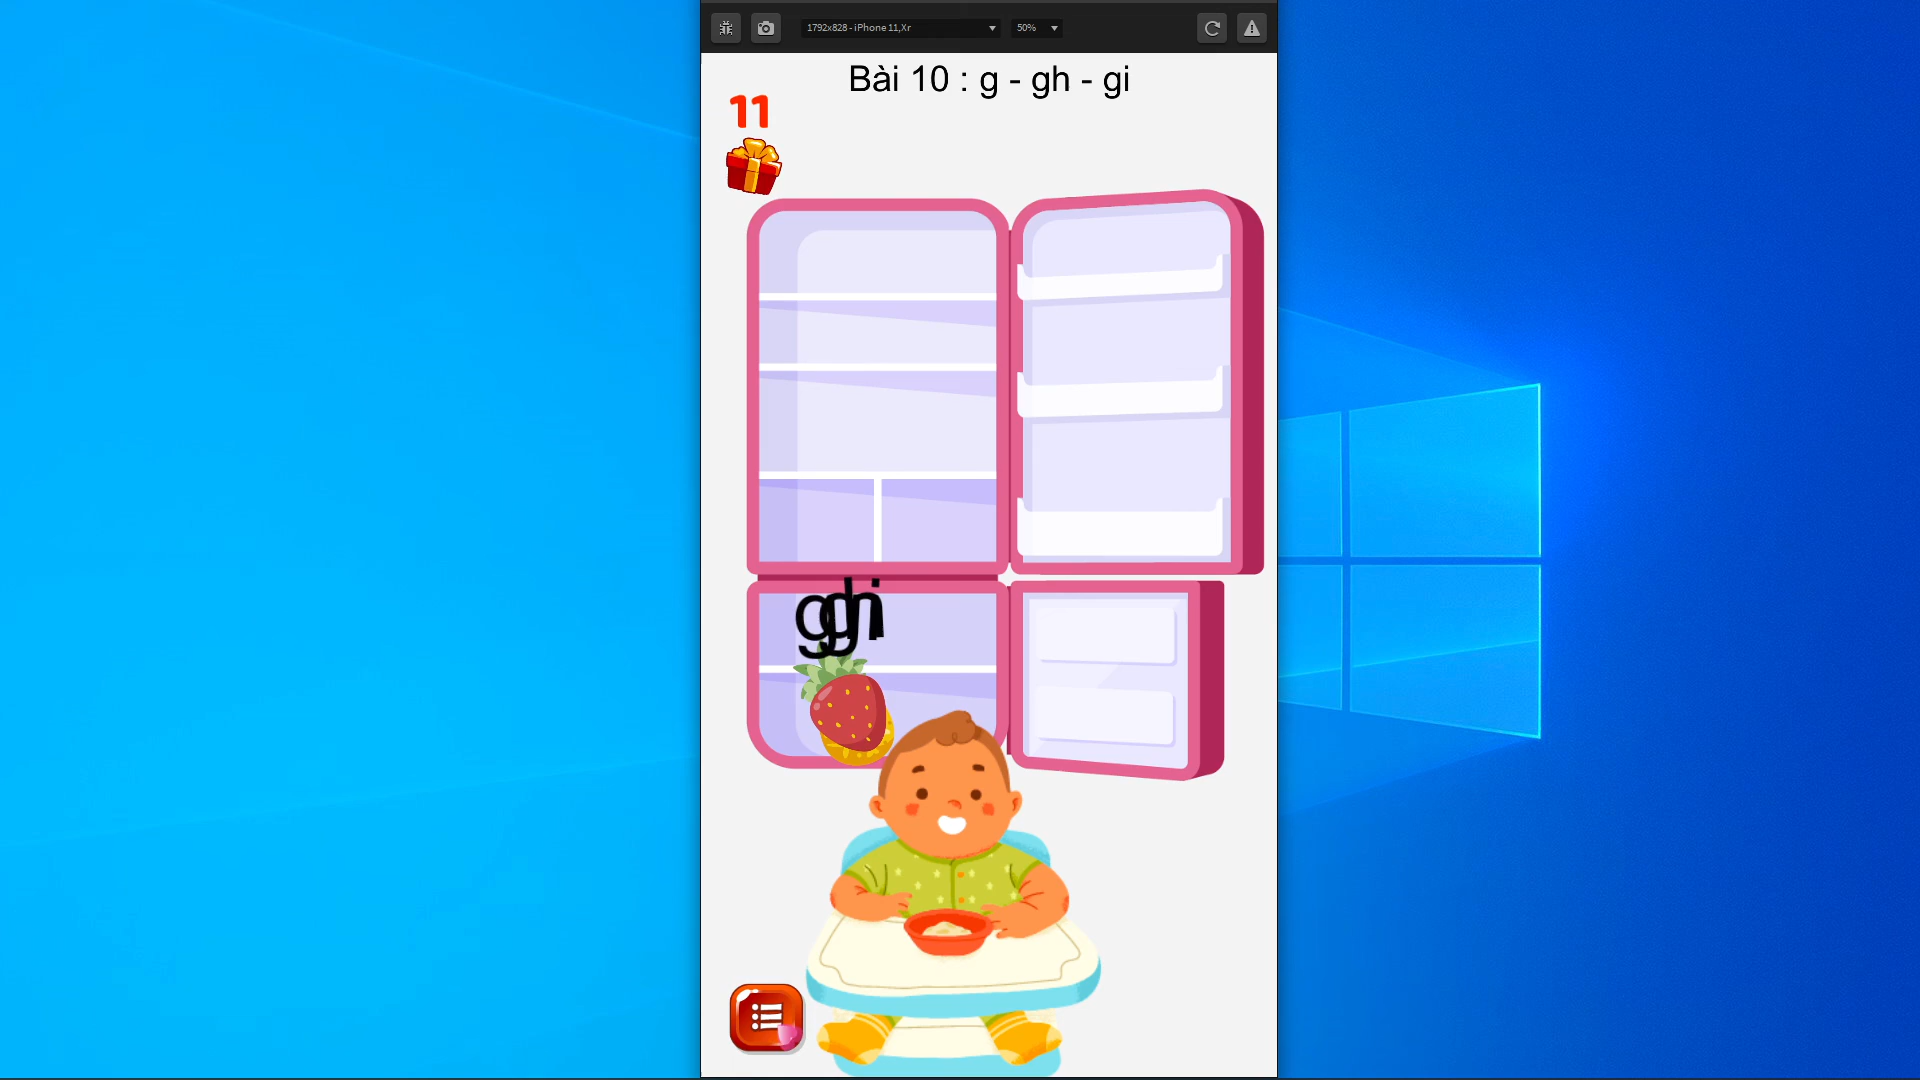 1792x828 - iPhone 11,Xr
50%
Bài 10 : g - gh - gi
11